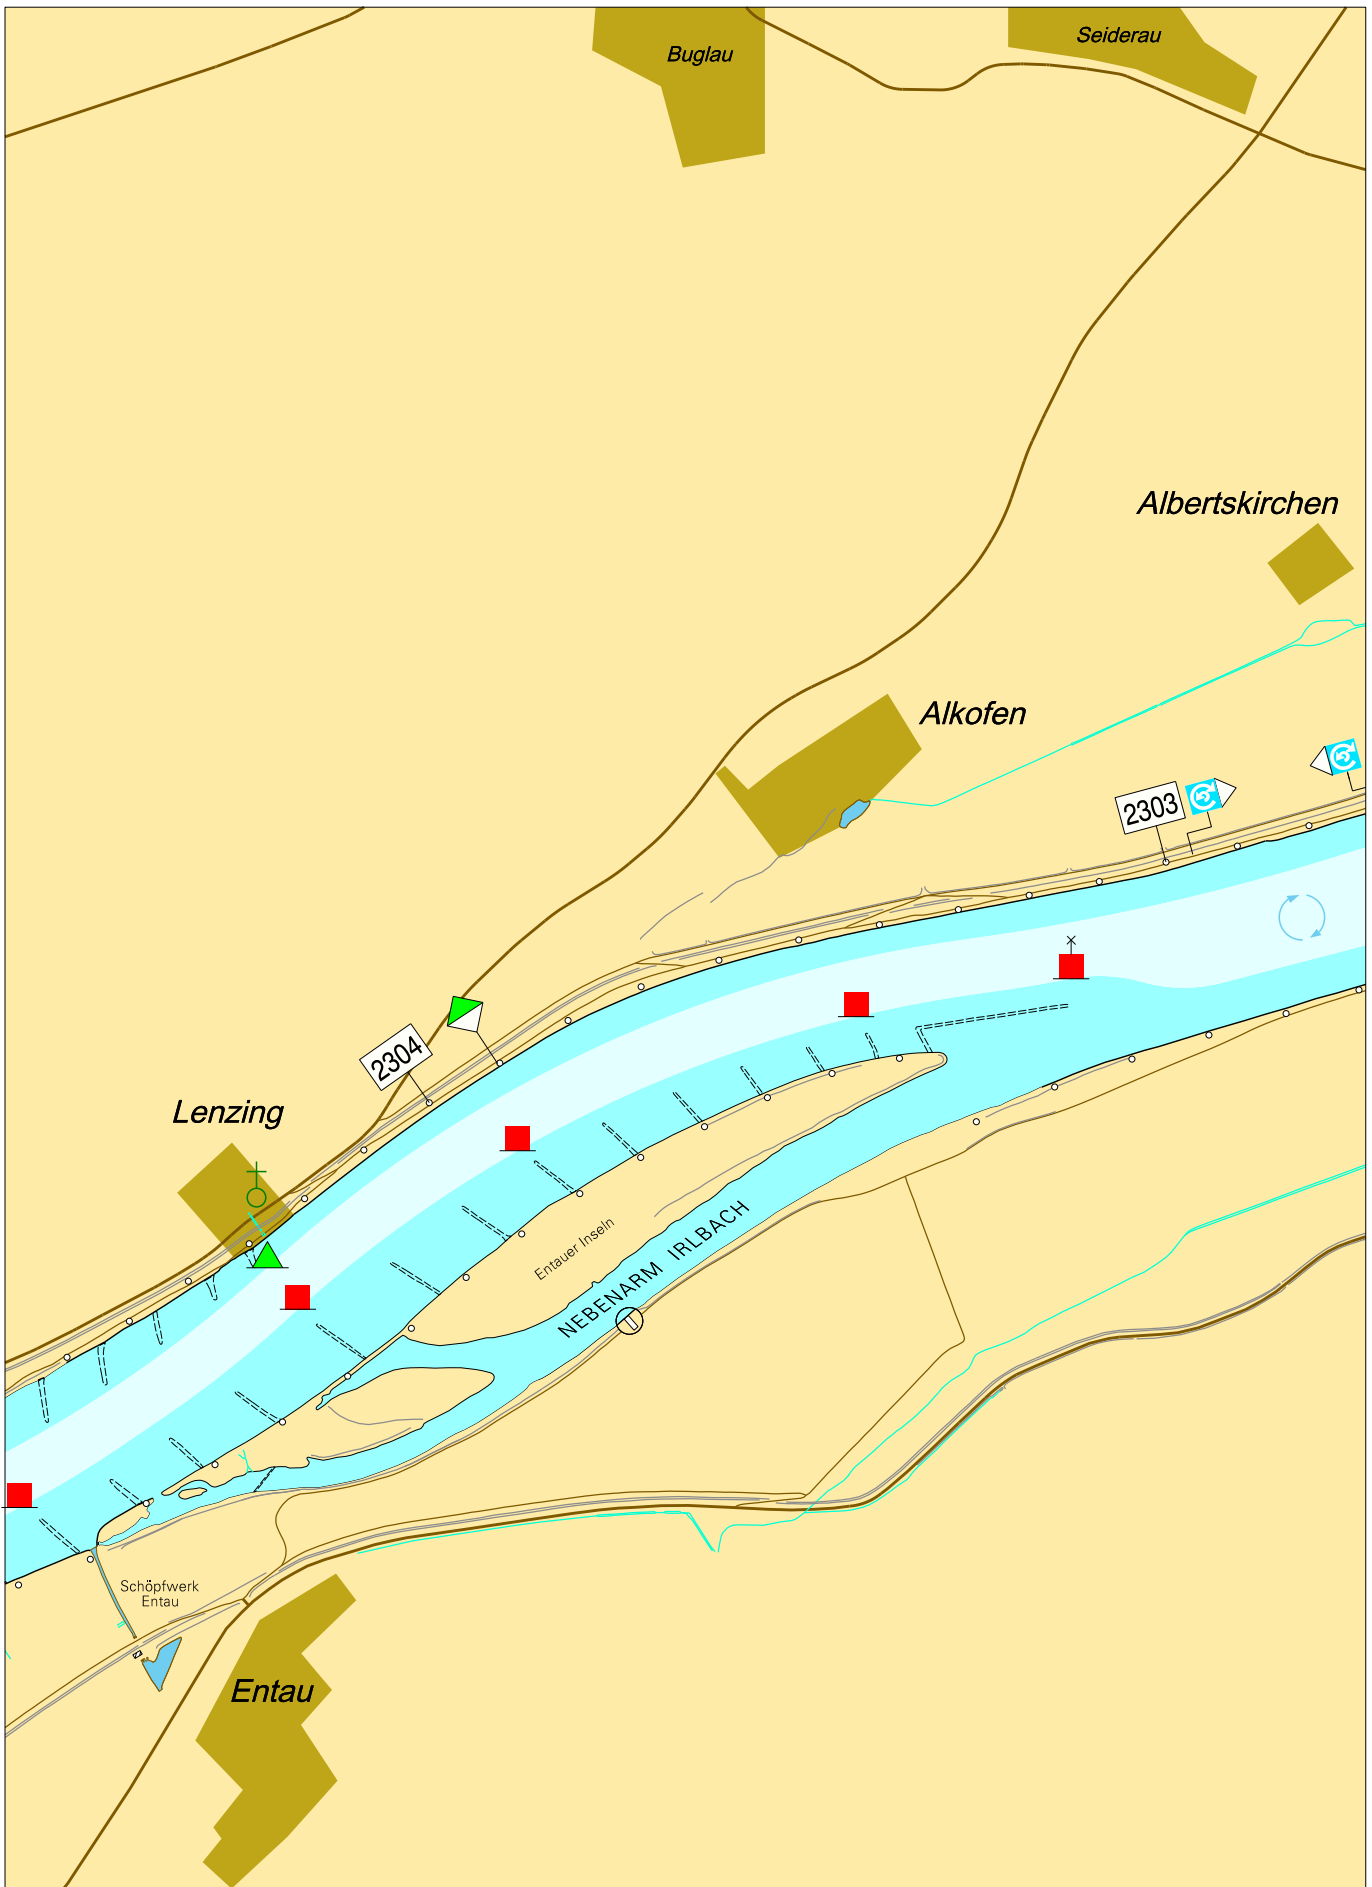 Buglau
Seiderau
Albertskirchen
Alkofen
2303
2304
Lenzing
Entauer Inseln
NEBENARM IRLBACH
Schöpfwerk
Entau
Entau